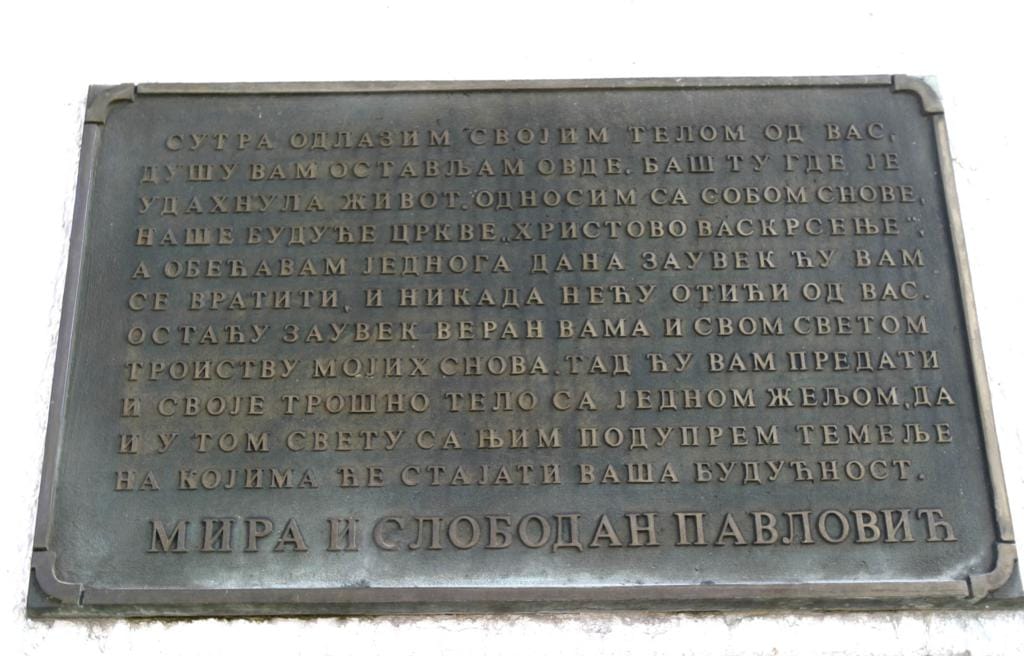 СУТРА ОДЛАЗИМ СВОЈИМ ТЕЛОМ ОД ВАС,
ДУШУ ВАМ ОСТАВЉАМ ОВДЕ. БАШ ТУ ГДЕ ЈЕ
УДАХНУЛА ЖИВОТ. ОДНОСИМ СА СОБОМ СНОВЕ,
НАШЕ БУДУЋЕ ЦРКВЕ „ХРИСТОВО ВАСКРСЕЊЕ“,
А ОБЕЋАВАМ ЈЕДНОГА ДАНА ЗАУВЕК ЋУ ВАМ
СЕ ВРАТИТИ, И НИКАДА НЕЋУ ОТИЋИ ОД ВАС.
ОСТАЋУ ЗАУВЕК ВЕРАН ВАМА И СВОМ СВЕТОМ
ТРОИСТВУ МОЈИХ СНОВА. ТАД ЋУ ВАМ ПРЕДАТИ
И СВОЈЕ ТРОШНО ТЕЛО СА ЈЕДНОМ ЖЕЉОМ, ДА
И У ТОМ СВЕТУ СА ЊИМ ПОДУПРЕМ ТЕМЕЉЕ
НА КОЈИМА ЋЕ СТАЈАТИ ВАША БУДУЋНОСТ.
МИРА И СЛОБОДАН ПАВЛОВИЋ